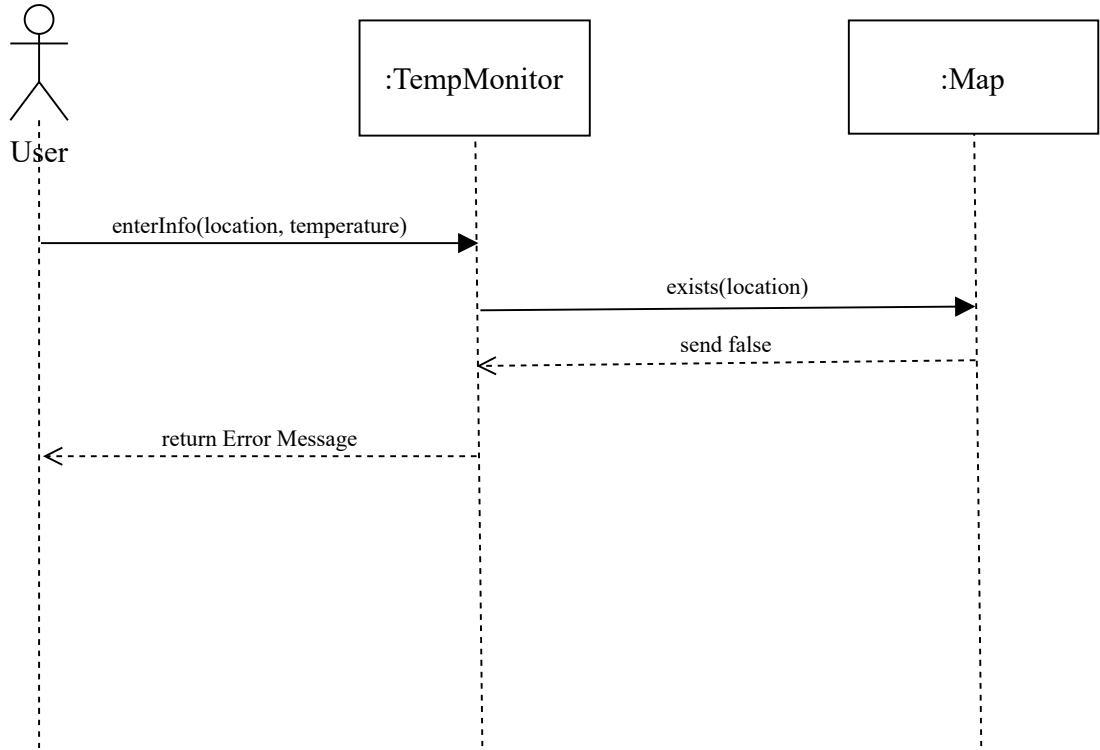 User
:TempMonitor
:Map
enterInfo(location, temperature)
exists(location)
send false
return Error Message